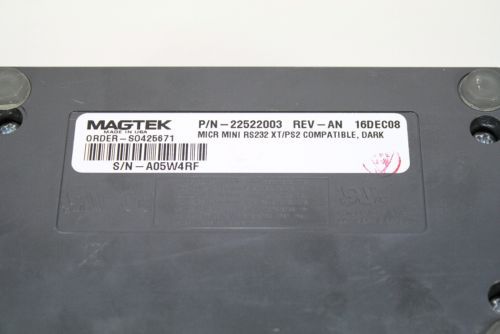 MAGTEK P/N-22522003 REV-AN 16DEC08
MADE IN USA
ORDER-S0425671 MICR MINI RS232 XT/PS2 COMPATIBLE, DARK
S/N-A05W4RF